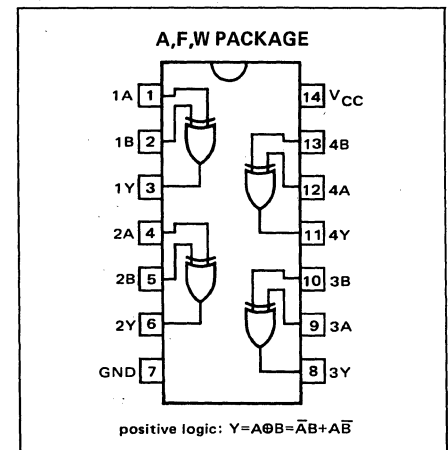 A,F,W PACKAGE
1A 1 14 VCC
1B 2 13 4B
1Y 3 12 4A
2A 4 11 4Y
2B 5 10 3B
2Y 6 9 3A
GND 7 8 3Y
positive logic: Y=A⊕B=A̅B+AB̅